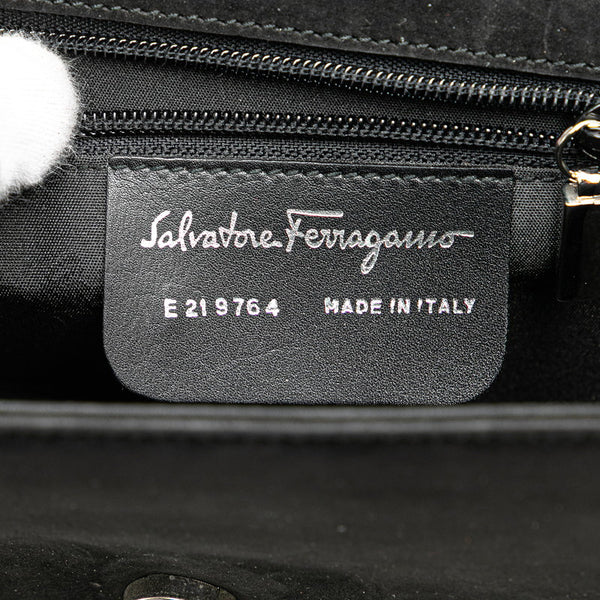 Salvatore Ferragamo
E 21 9764 MADE IN ITALY